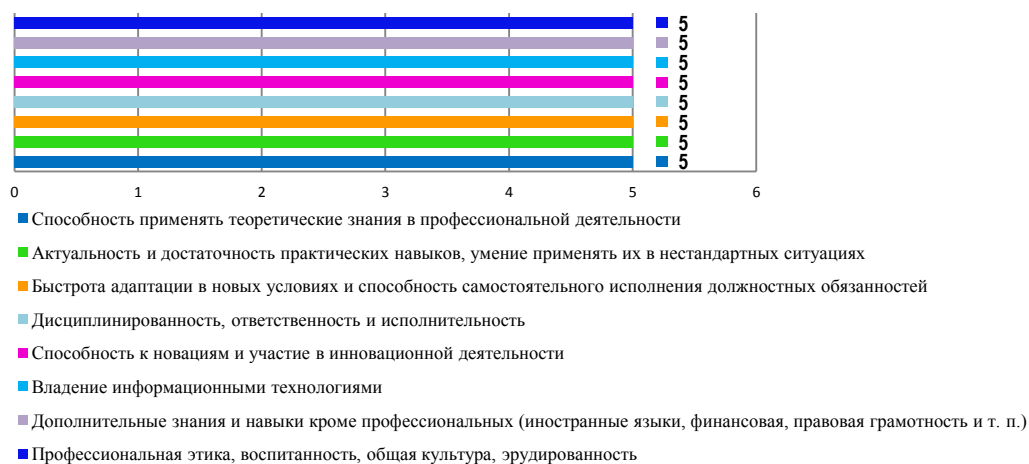 5
5
5
5
5
5
5
5
0 1 2 3 4 5 6
Способность применять теоретические знания в профессиональной деятельности
Актуальность и достаточность практических навыков, умение применять их в нестандартных ситуациях
Быстрота адаптации в новых условиях и способность самостоятельного исполнения должностных обязанностей
Дисциплинированность, ответственность и исполнительность
Способность к новациям и участие в инновационной деятельности
Владение информационными технологиями
Дополнительные знания и навыки кроме профессиональных (иностранные языки, финансовая, правовая грамотность и т. п.)
Профессиональная этика, воспитанность, общая культура, эрудированность